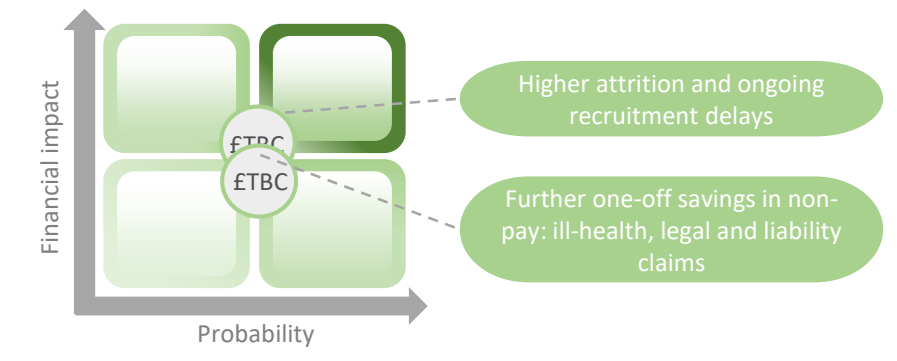 Financial impact
£TBC
£TBC
Probability
Higher attrition and ongoing
recruitment delays
Further one-off savings in non-
pay: ill-health, legal and liability
claims